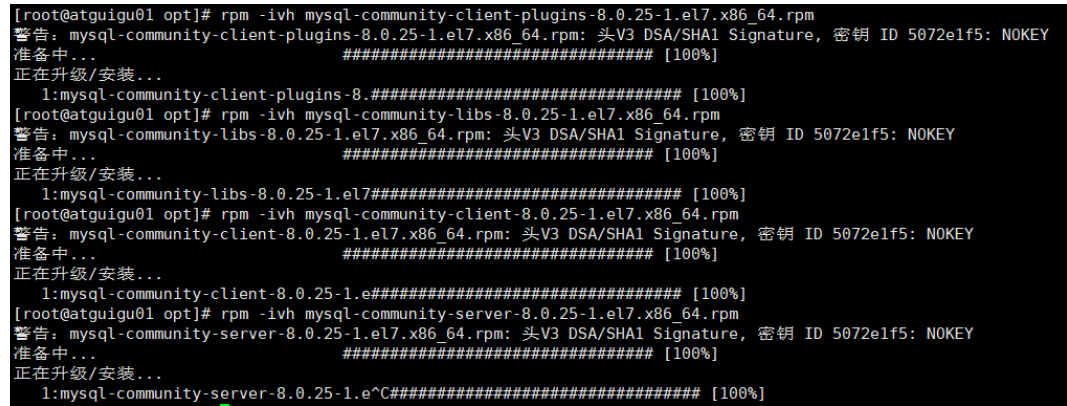 [root@atguigu01 opt]# rpm -ivh mysql-community-client-plugins-8.0.25-1.el7.x86_64.rpm
警告：mysql-community-client-plugins-8.0.25-1.el7.x86_64.rpm: 头V3 DSA/SHA1 Signature, 密钥 ID 5072e1f5: NOKEY
准备中...                          ################################# [100%]
正在升级/安装...
   1:mysql-community-client-plugins-8.################################# [100%]
[root@atguigu01 opt]# rpm -ivh mysql-community-libs-8.0.25-1.el7.x86_64.rpm
警告：mysql-community-libs-8.0.25-1.el7.x86_64.rpm: 头V3 DSA/SHA1 Signature, 密钥 ID 5072e1f5: NOKEY
准备中...                          ################################# [100%]
正在升级/安装...
   1:mysql-community-libs-8.0.25-1.el7################################# [100%]
[root@atguigu01 opt]# rpm -ivh mysql-community-client-8.0.25-1.el7.x86_64.rpm
警告：mysql-community-client-8.0.25-1.el7.x86_64.rpm: 头V3 DSA/SHA1 Signature, 密钥 ID 5072e1f5: NOKEY
准备中...                          ################################# [100%]
正在升级/安装...
   1:mysql-community-client-8.0.25-1.e################################# [100%]
[root@atguigu01 opt]# rpm -ivh mysql-community-server-8.0.25-1.el7.x86_64.rpm
警告：mysql-community-server-8.0.25-1.el7.x86_64.rpm: 头V3 DSA/SHA1 Signature, 密钥 ID 5072e1f5: NOKEY
准备中...                          ################################# [100%]
正在升级/安装...
   1:mysql-community-server-8.0.25-1.e^C################################# [100%]